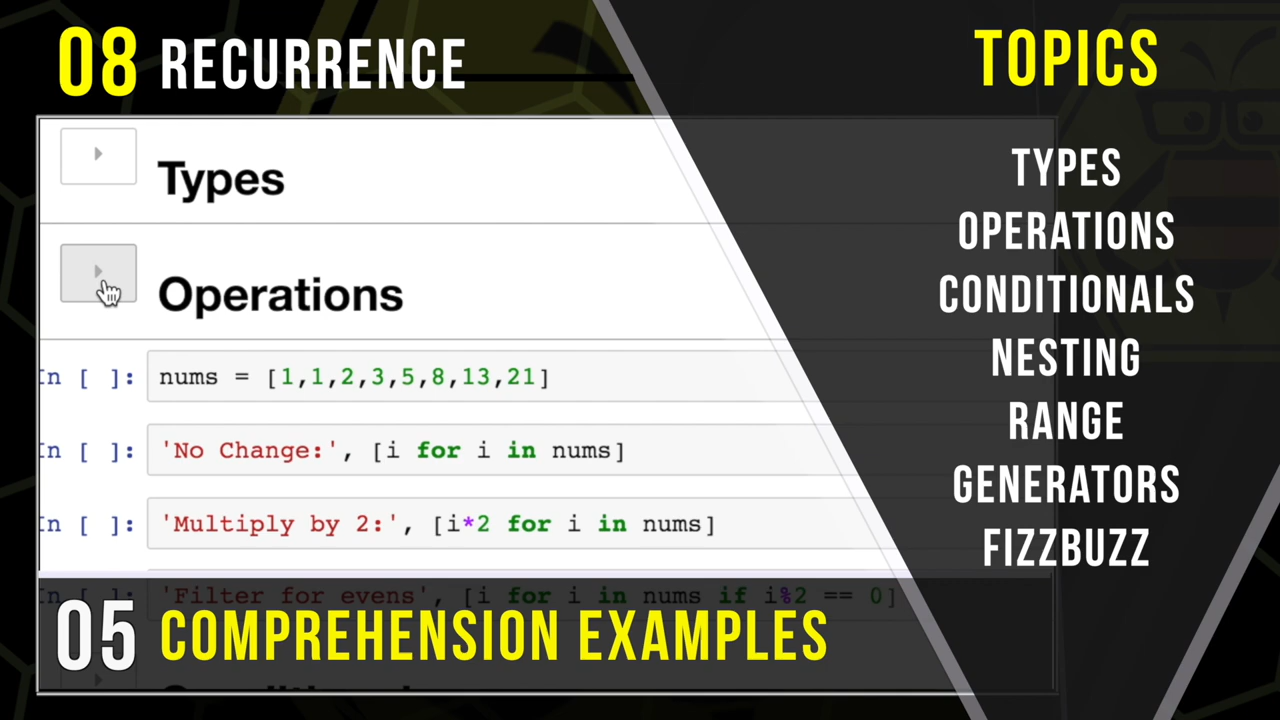 08 RECURRENCE
Types
Operations
In [ ]: nums = [1,1,2,3,5,8,13,21]
In [ ]: 'No Change:', [i for i in nums]
In [ ]: 'Multiply by 2:', [i*2 for i in nums]
In [ ]: 'Filter for evens', [i for i in nums if i%2 == 0]
05 COMPREHENSION EXAMPLES
TOPICS
TYPES
OPERATIONS
CONDITIONALS
NESTING
RANGE
GENERATORS
FIZZBUZZ